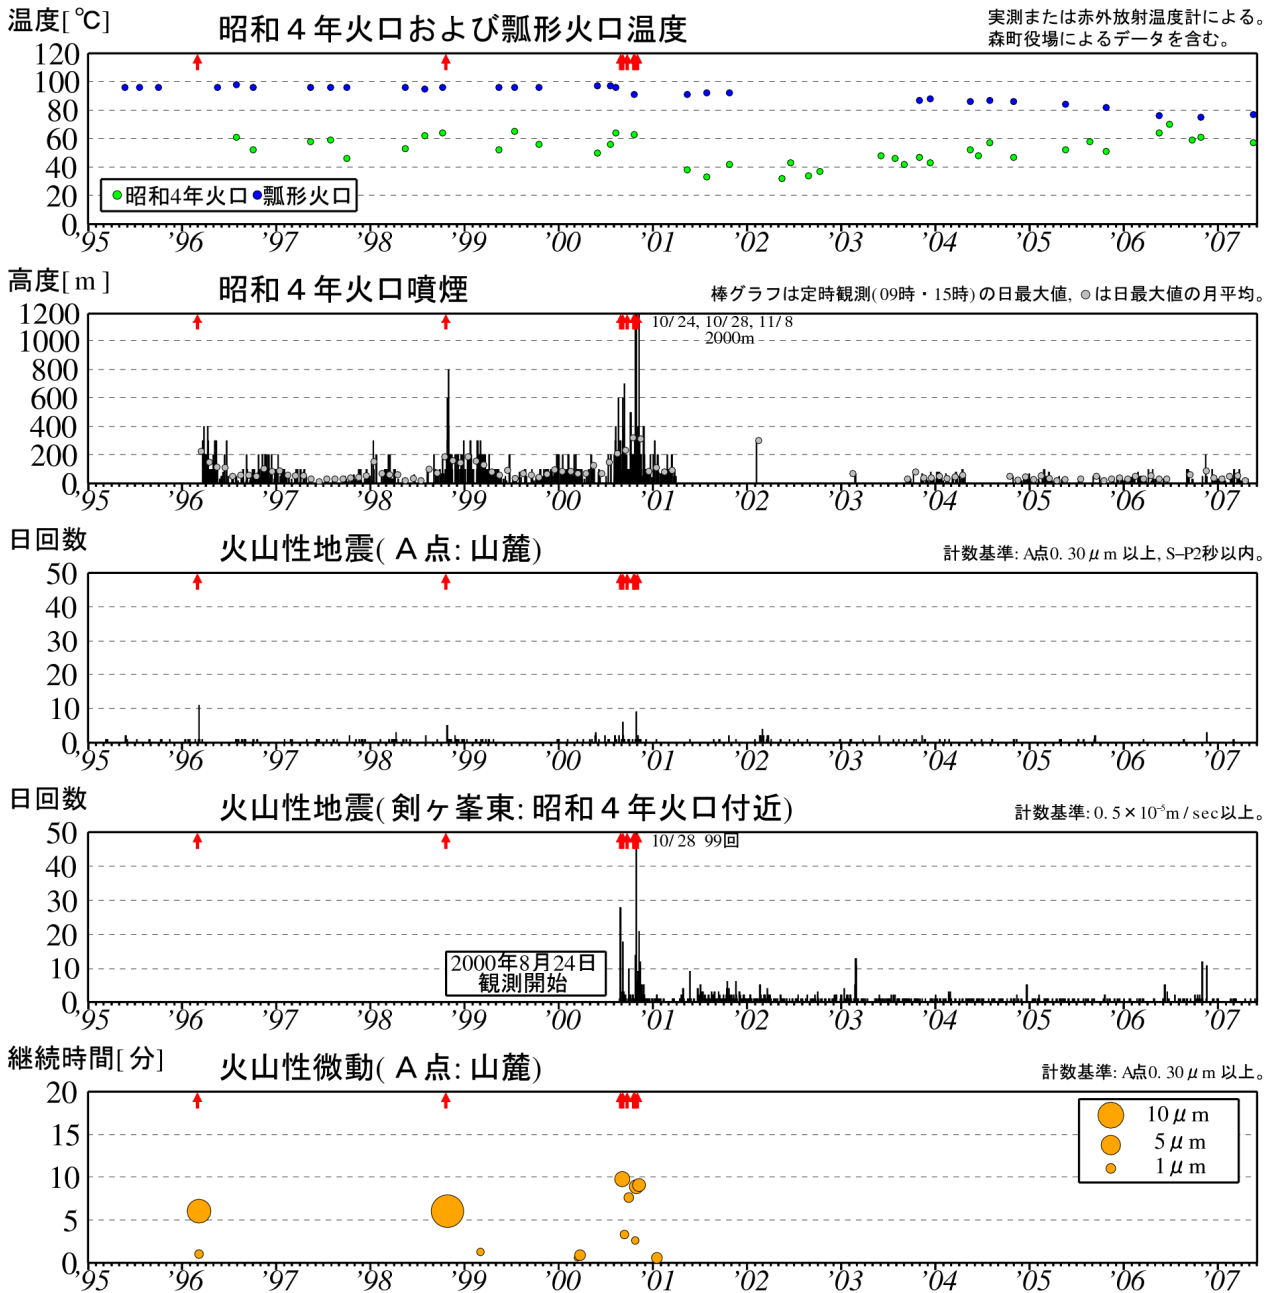 温度[℃]
昭和４年火口および瓢形火口温度
実測または赤外放射温度計による。
森町役場によるデータを含む。
120
100
80
60
40
20
0
昭和4年火口 瓢形火口
'95 '96 '97 '98 '99 '00 '01 '02 '03 '04 '05 '06 '07
高度[m]
昭和４年火口噴煙
棒グラフは定時観測(09時・15時)の日最大値, は日最大値の月平均。
1200
1000
800
600
400
200
0
10/24, 10/28, 11/8
2000m
'95 '96 '97 '98 '99 '00 '01 '02 '03 '04 '05 '06 '07
日回数
火山性地震(Ａ点:山麓)
計数基準: A点0.30μm以上, S-P2秒以内。
50
40
30
20
10
0
'95 '96 '97 '98 '99 '00 '01 '02 '03 '04 '05 '06 '07
日回数
火山性地震(剣ヶ峯東:昭和４年火口付近)
計数基準: 0.5×10⁻⁵m/sec以上。
50
40
30
20
10
0
10/28 99回
2000年8月24日
観測開始
'95 '96 '97 '98 '99 '00 '01 '02 '03 '04 '05 '06 '07
継続時間[分]
火山性微動(Ａ点:山麓)
計数基準: A点0.30μm以上。
20
15
10
5
0
10μm
5μm
1μm
'95 '96 '97 '98 '99 '00 '01 '02 '03 '04 '05 '06 '07